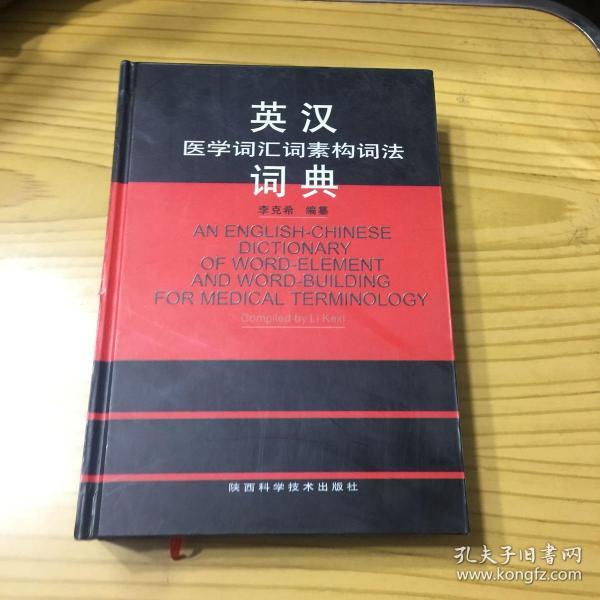 英汉
医学词汇词素构词法
词典
李克希 编纂
AN ENGLISH-CHINESE
DICTIONARY
OF WORD-ELEMENT
AND WORD-BUILDING
FOR MEDICAL TERMINOLOGY
Compiled by Li Kexi
陕西科学技术出版社
孔夫子旧書网
www.kongfz.com